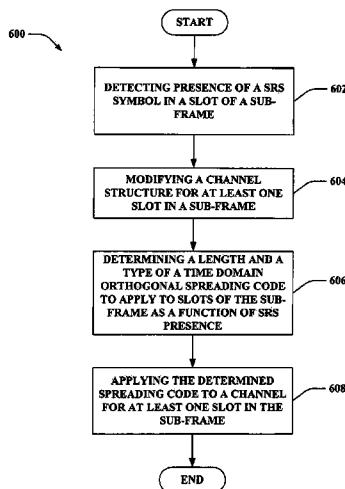 600
START
DETECTING PRESENCE OF A SRS
SYMBOL IN A SLOT OF A SUB-
FRAME
602
MODIFYING A CHANNEL
STRUCTURE FOR AT LEAST ONE
SLOT IN A SUB-FRAME
604
DETERMINING A LENGTH AND A
TYPE OF A TIME DOMAIN
ORTHOGONAL SPREADING CODE
TO APPLY TO SLOTS OF THE SUB-
FRAME AS A FUNCTION OF SRS
PRESENCE
606
APPLYING THE DETERMINED
SPREADING CODE TO A CHANNEL
FOR AT LEAST ONE SLOT IN THE
SUB-FRAME
608
END